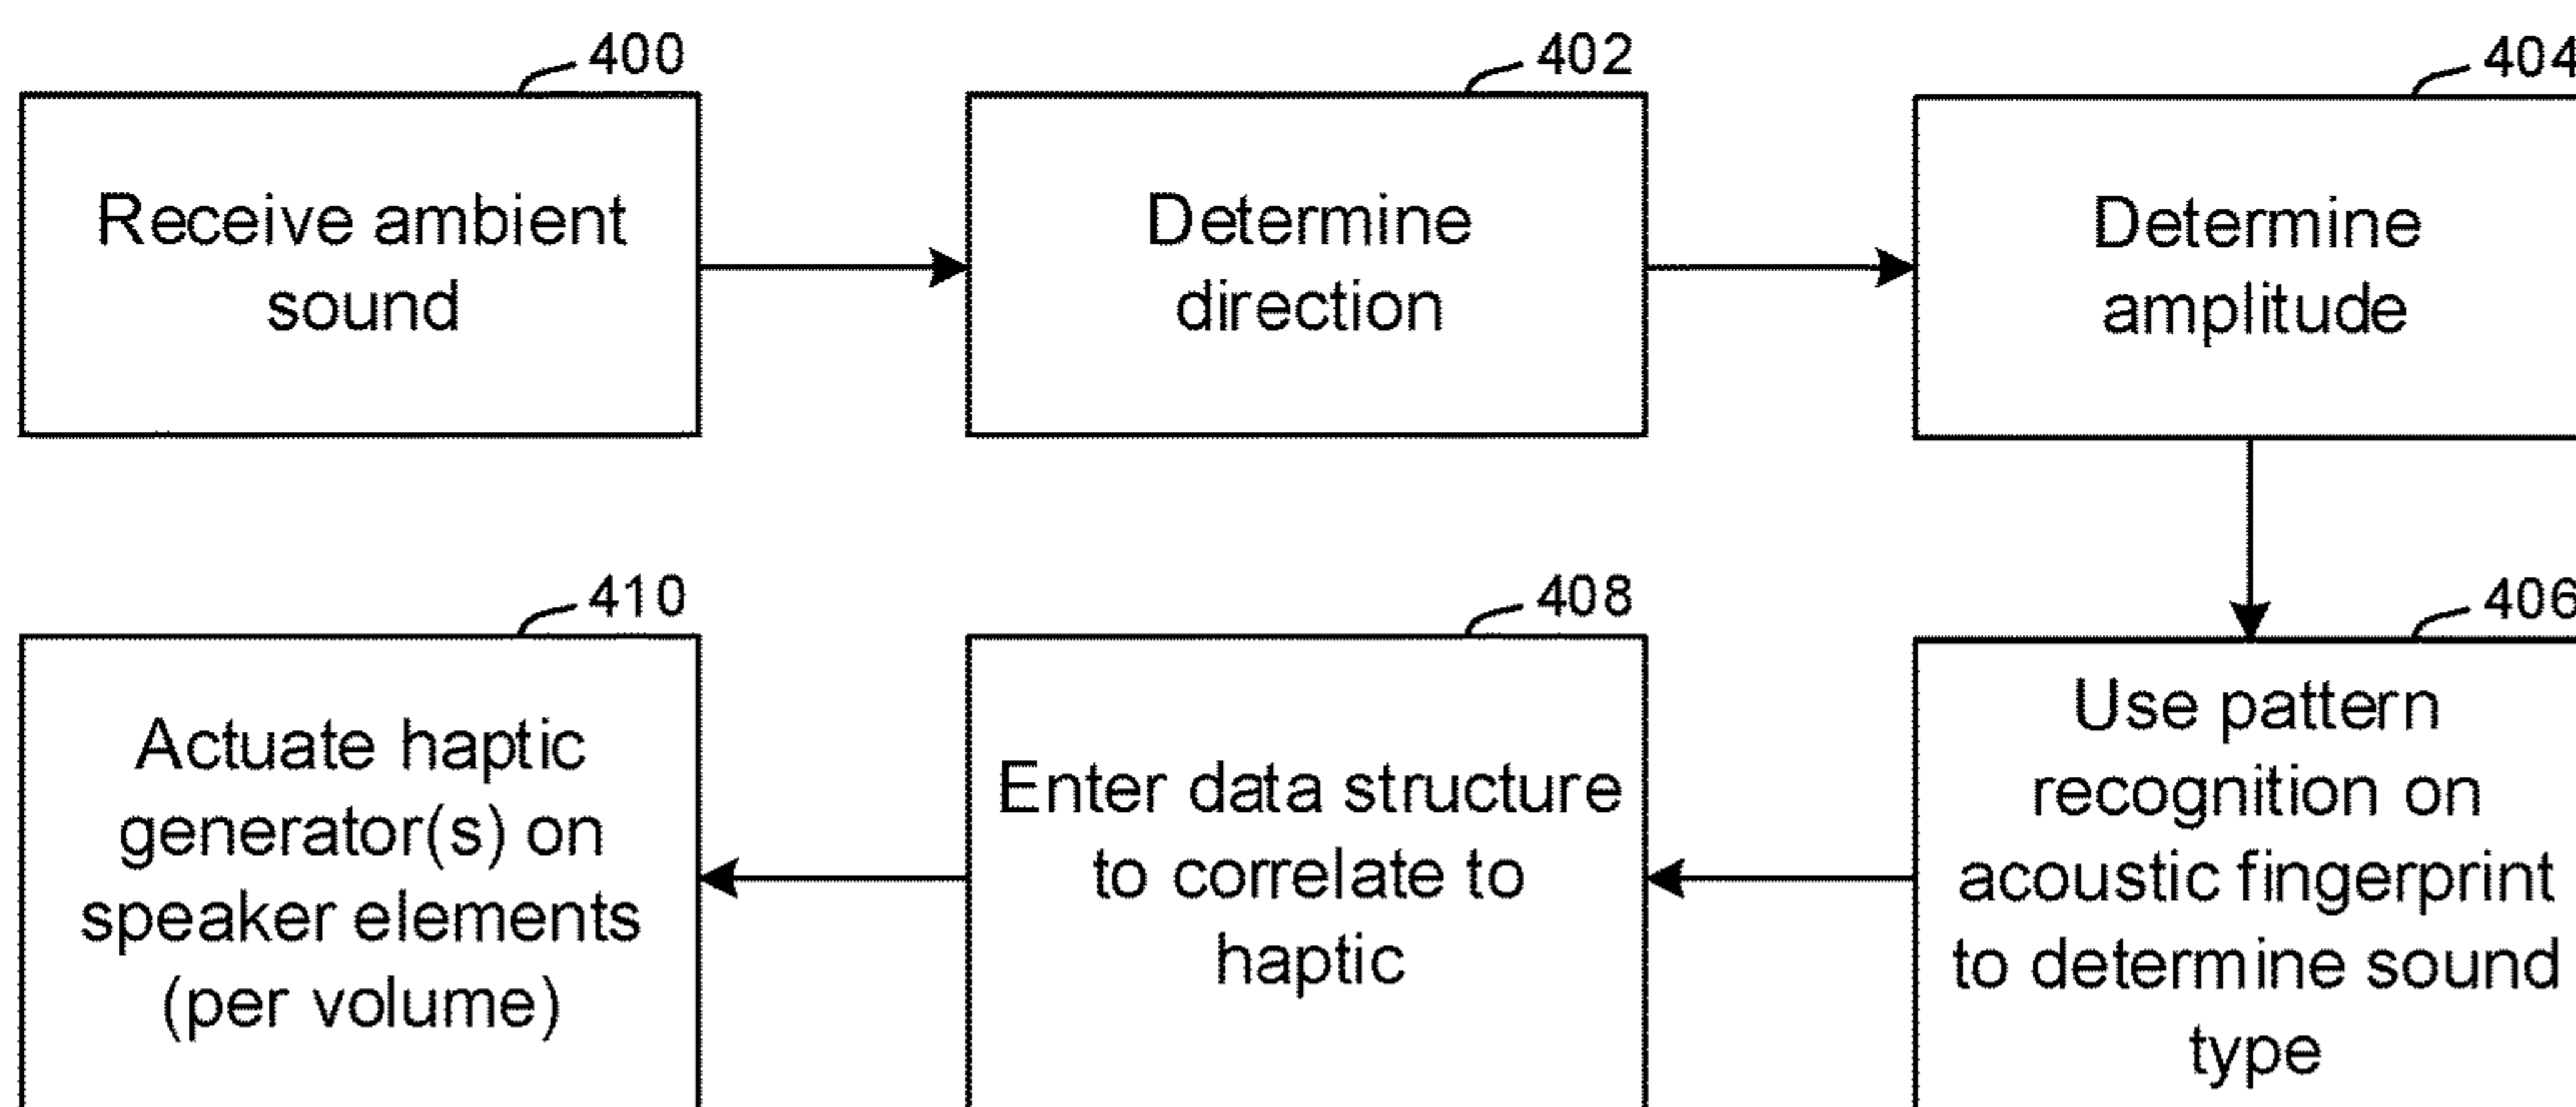 400
Receive ambient
sound
402
Determine
direction
404
Determine
amplitude
406
Use pattern
recognition on
acoustic fingerprint
to determine sound
type
408
Enter data structure
to correlate to
haptic
410
Actuate haptic
generator(s) on
speaker elements
(per volume)